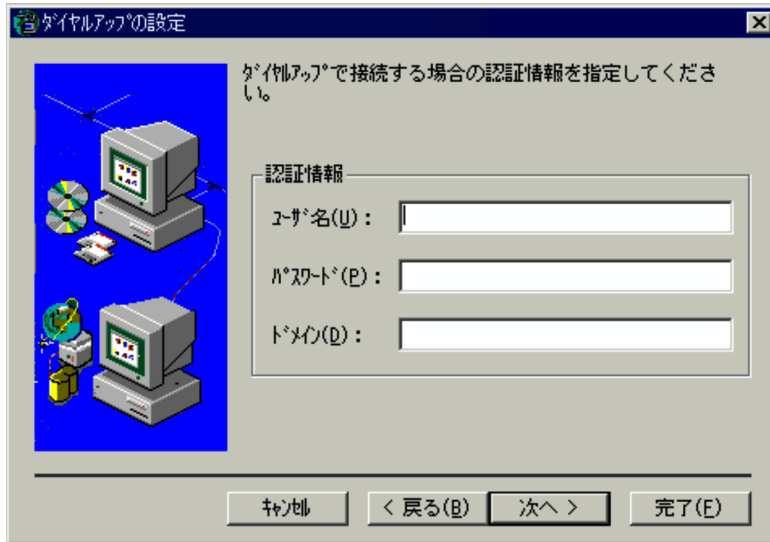 ﾀﾞｲﾔﾙｱｯﾌﾟの設定
ﾀﾞｲﾔﾙｱｯﾌﾟで接続する場合の認証情報を指定してくださ
い。
認証情報
ﾕｰｻﾞ名(U)：
ﾊﾟｽﾜｰﾄﾞ(P)：
ﾄﾞﾒｲﾝ(D)：
ｷｬﾝｾﾙ
< 戻る(B)
次へ >
完了(F)